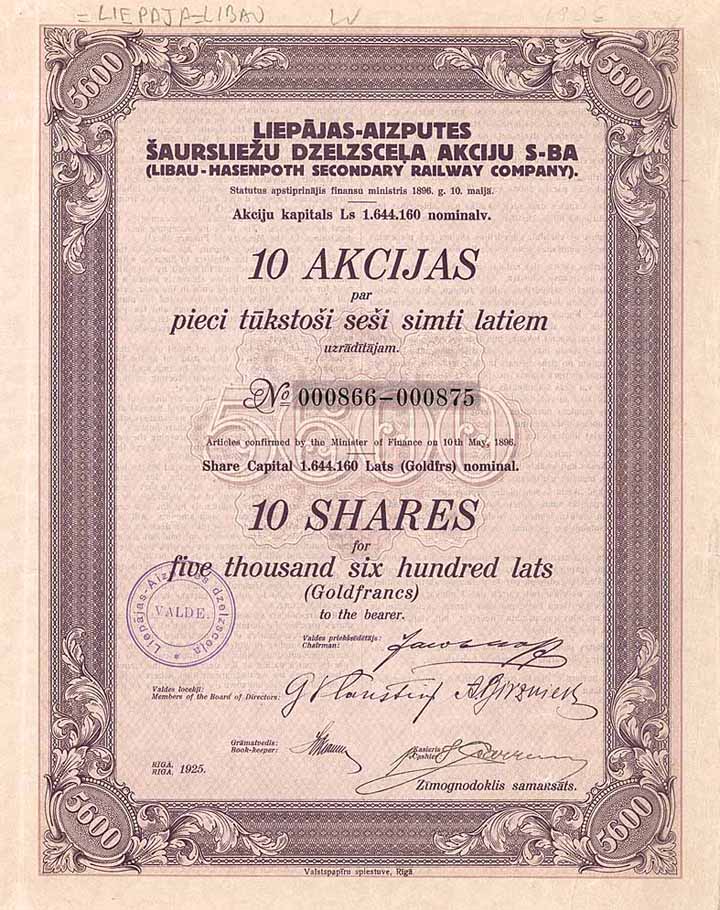 = LIEPAJA = LIBAU
5600
5600
LIEPĀJAS-AIZPUTES
ŠAURSLIEŽU DZELZSCEĻA AKCIJU S-BA
(LIBAU-HASENPOTH SECONDARY RAILWAY COMPANY).
Statutus apstiprinājis finansu ministris 1896. g. 10. maijā.
Akciju kapitals Ls 1.644.160 nominalv.
10 AKCIJAS
par
pieci tūkstoši seši simti latiem
uzrādītājam.
№ 000866-000875
5600
Articles confirmed by the Minister of Finance on 10th May, 1896.
Share Capital 1.644.160 Lats (Goldfrs) nominal.
10 SHARES
for
five thousand six hundred lats
(Goldfrancs)
to the bearer.
Liepājas-Aizputes dzelzsceļa
VALDE.
Valdes priekšsēdētājs:
Chairman:
Valdes locekļi:
Members of the Board of Directors:
Grāmatvedis:
Book-keeper:
Kasieris
Cashier
RĪGĀ,
RIGA, 1925.
Zīmognodoklis samaksāts.
5600
5600
Valstspapīru spiestuve, Rīgā.